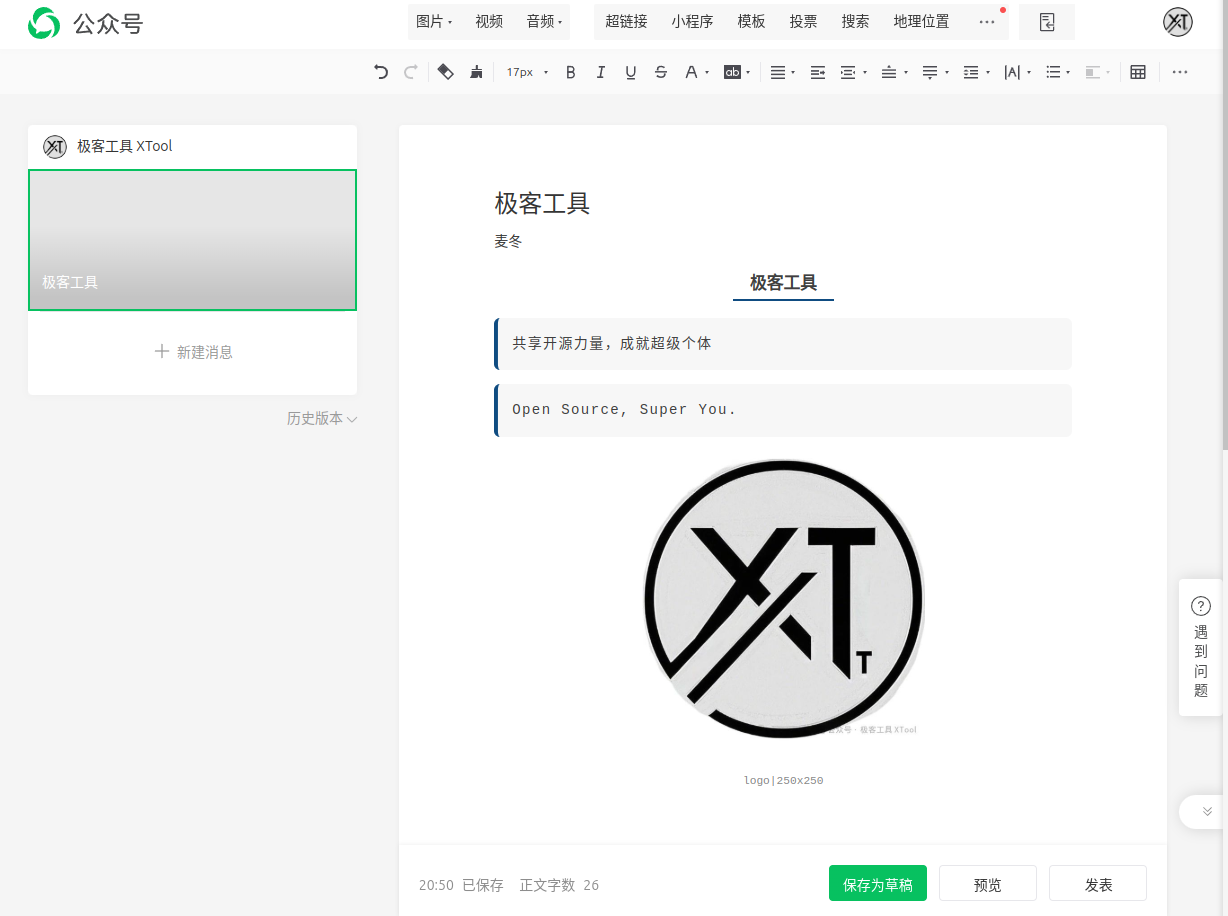 公众号
图片 视频 音频 超链接 小程序 模板 投票 搜索 地理位置
17px B I U S A ab A
极客工具 XTool
极客工具
新建消息
历史版本
极客工具
麦冬
极客工具
共享开源力量，成就超级个体
Open Source, Super You.
XT
T
公众号 · 极客工具 XTool
logo|250x250
遇到问题
20:50 已保存 正文字数 26
保存为草稿 预览 发表